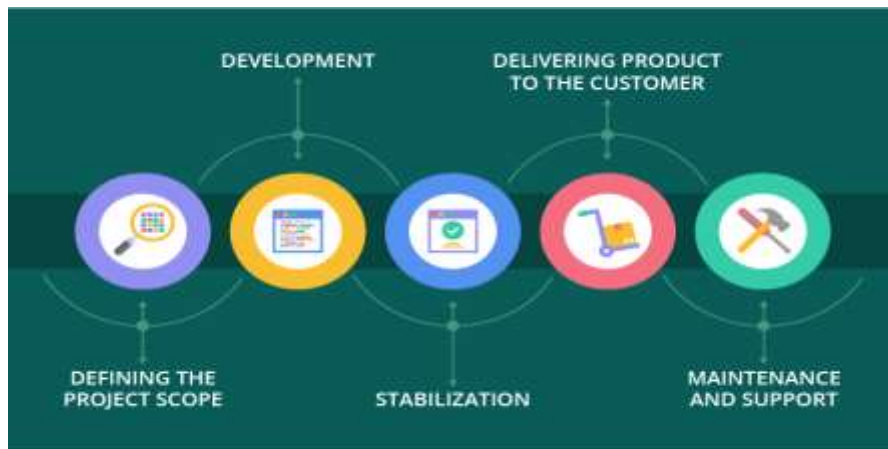 DEVELOPMENT
DELIVERING PRODUCT
TO THE CUSTOMER
DEFINING THE
PROJECT SCOPE
STABILIZATION
MAINTENANCE
AND SUPPORT